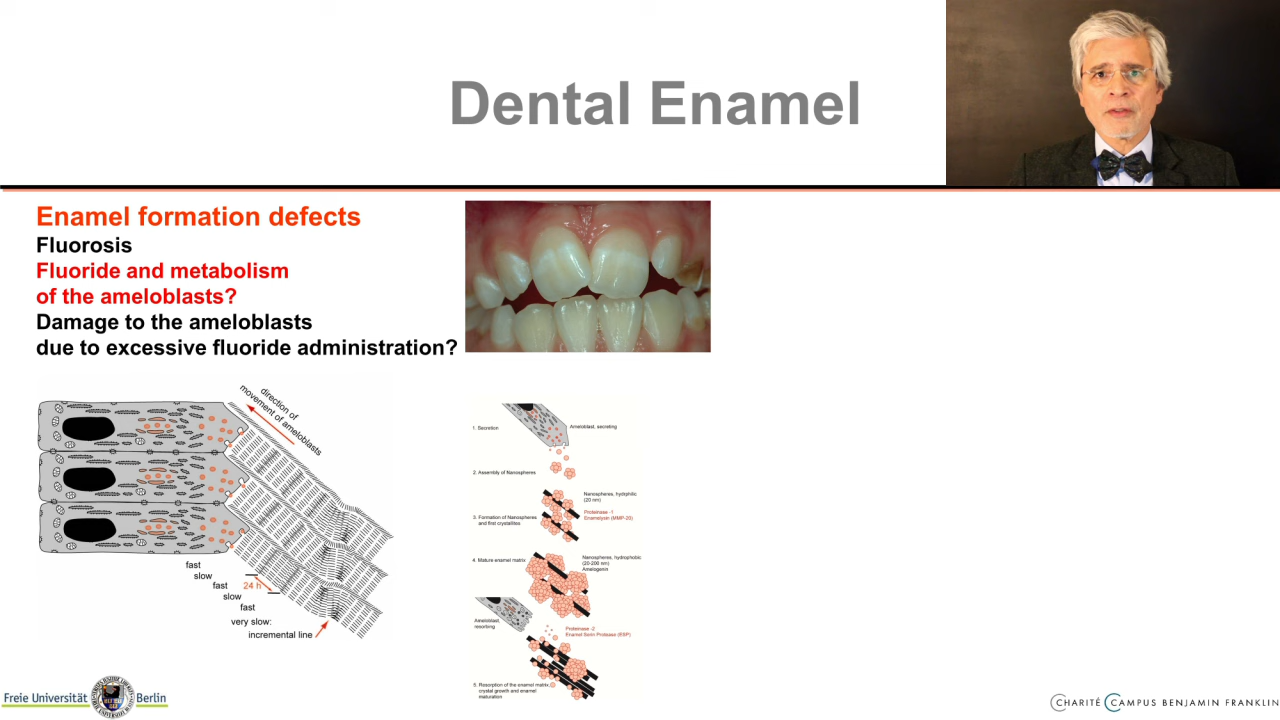 Dental Enamel
Enamel formation defects
Fluorosis
Fluoride and metabolism
of the ameloblasts?
Damage to the ameloblasts
due to excessive fluoride administration?
direction of
movement of ameloblasts
fast
slow
fast
24 h
slow
fast
very slow:
incremental line
1. Secretion
Ameloblast, secreting
2. Assembly of Nanospheres
Nanospheres, hydrphilic
(20 nm)
Proteinase -1
Enamelysin (MMP-20)
3. Formation of Nanospheres
and first crystallites
4. Mature enamel matrix
Nanospheres, hydrophobic
(20-200 nm)
Amelogenin
Ameloblast,
resorbing
Proteinase -2
Enamel Serin Protease (ESP)
5. Resorption of the enamel matrix,
crystal growth and enamel
maturation
Freie Universität Berlin
CHARITÉ CAMPUS BENJAMIN FRANKLIN